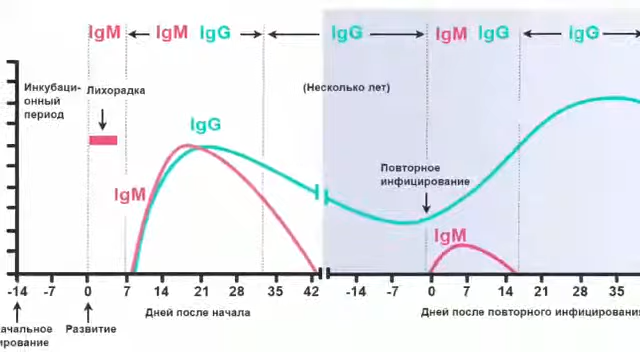 IgM IgM IgG IgG IgM IgG IgG
Инкубаци-
онный
период
Лихорадка
(Несколько лет)
IgG
Повторное
инфицирование
IgM
IgM
-14 -7 0 7 14 21 28 35 42 -14 -7 0 7 14 21 28 35
Дней после начала
Дней после повторного инфицирования
Развитие